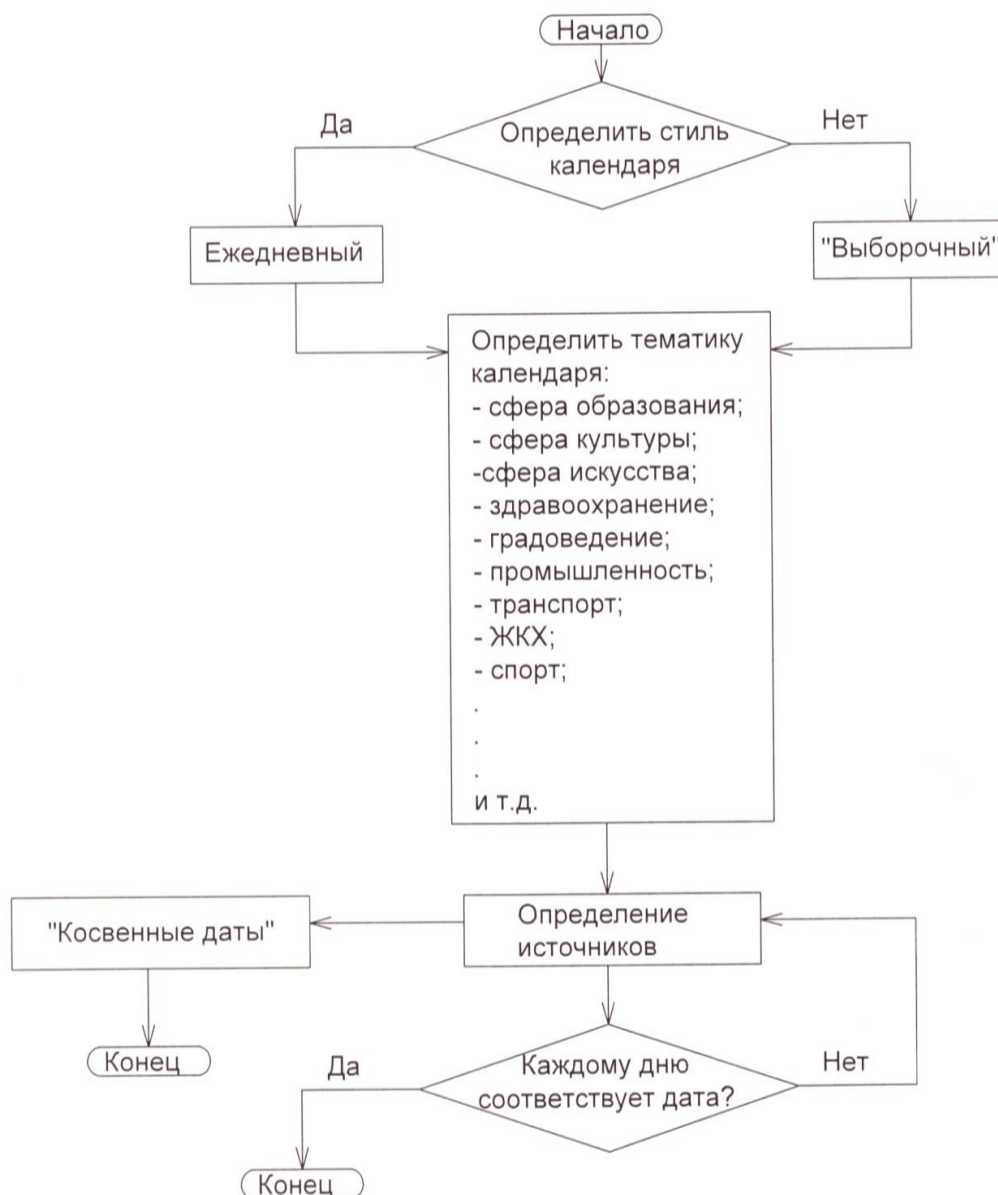 Начало
Определить стиль
календаря
Да
Нет
Ежедневный
"Выборочный"
Определить тематику
календаря:
- сфера образования;
- сфера культуры;
-сфера искусства;
- здравоохранение;
- градоведение;
- промышленность;
- транспорт;
- ЖКХ;
- спорт;
.
.
.
и т.д.
"Косвенные даты"
Определение
источников
Конец
Да
Каждому дню
соответствует дата?
Нет
Конец